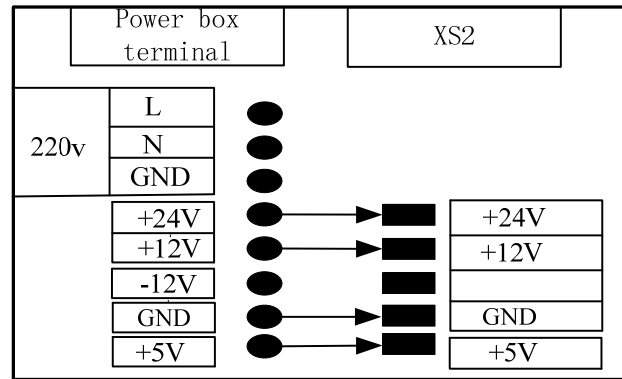 Power box
terminal
XS2
220v
L
N
GND
+24V
+12V
-12V
GND
+5V
+24V
+12V
GND
+5V